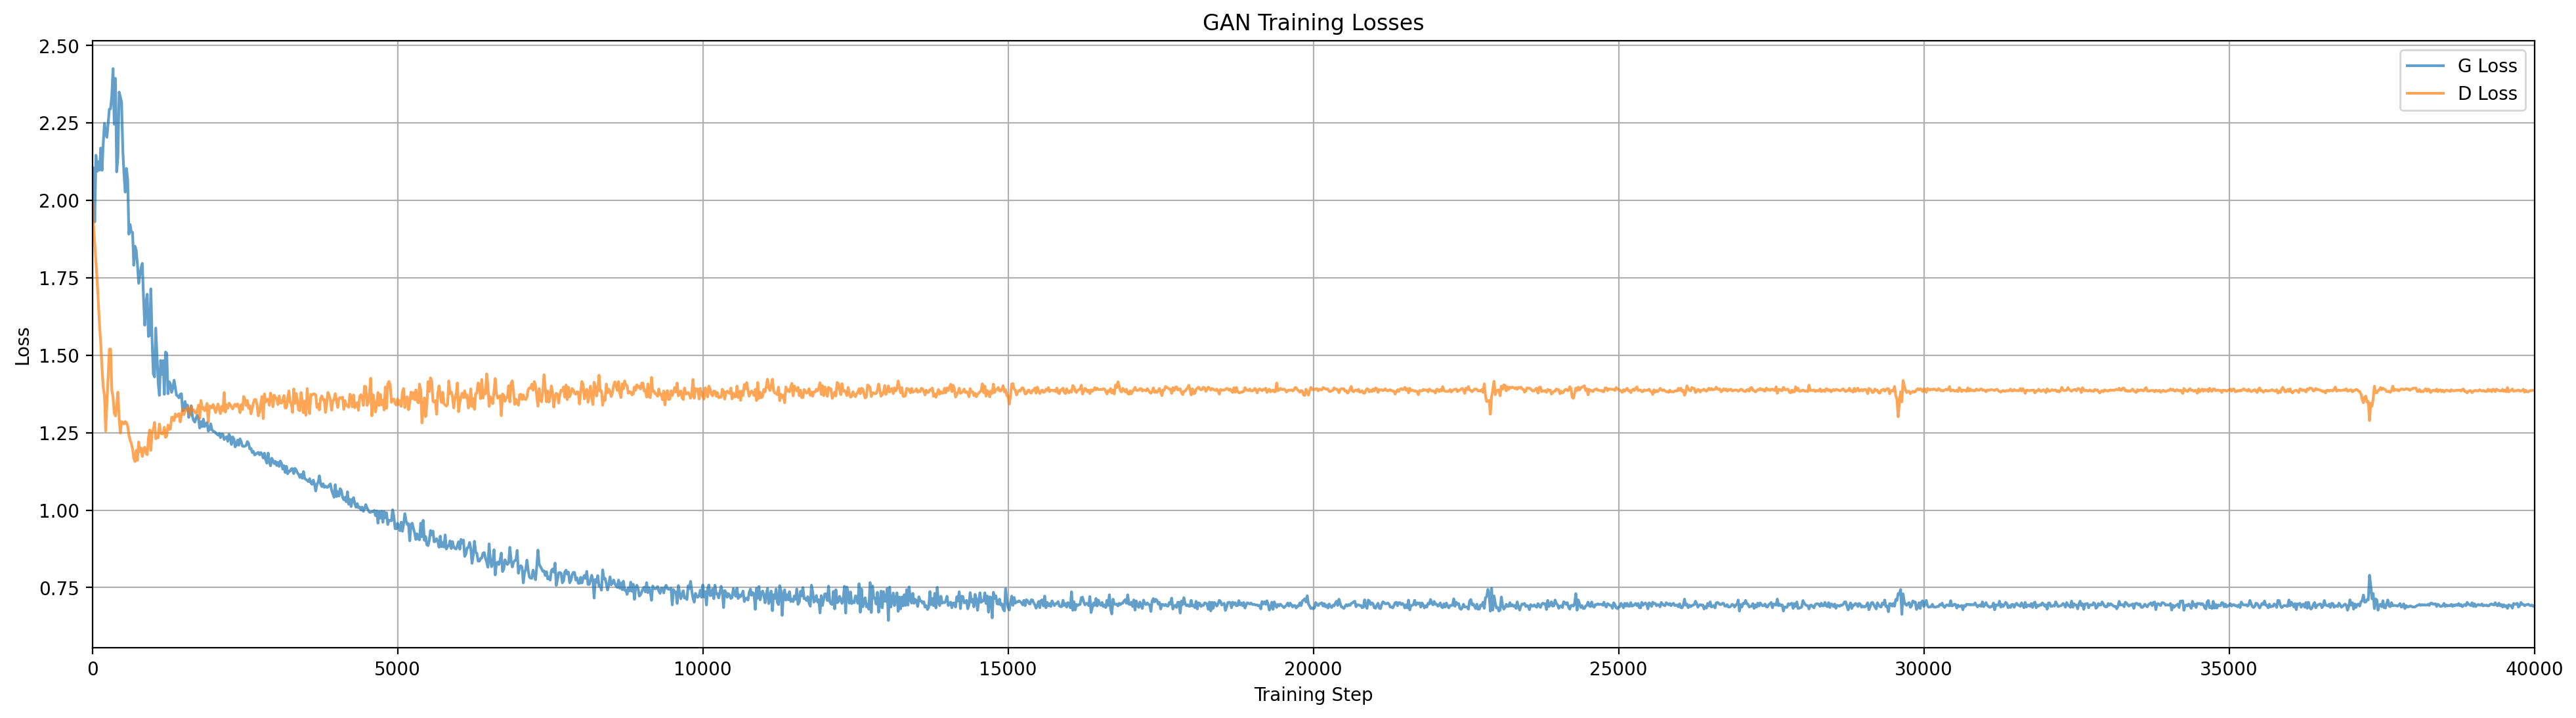 GAN Training Losses
2.50
2.25
2.00
1.75
1.50
1.25
1.00
0.75
Loss
G Loss
D Loss
0 5000 10000 15000 20000 25000 30000 35000 40000
Training Step